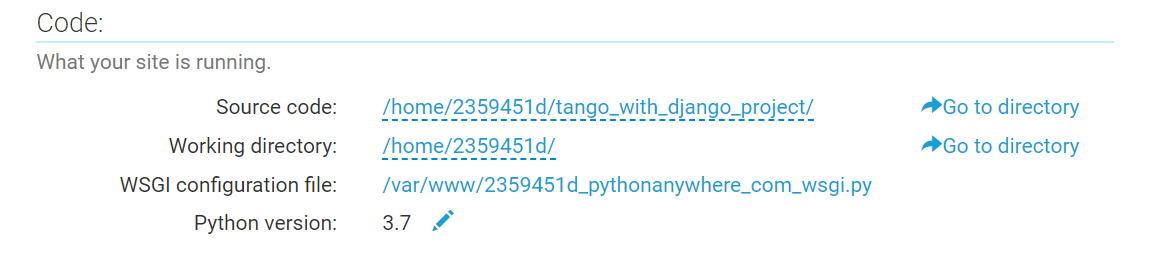 Code:
What your site is running.
Source code: /home/2359451d/tango_with_django_project/ Go to directory
Working directory: /home/2359451d/ Go to directory
WSGI configuration file: /var/www/2359451d_pythonanywhere_com_wsgi.py
Python version: 3.7